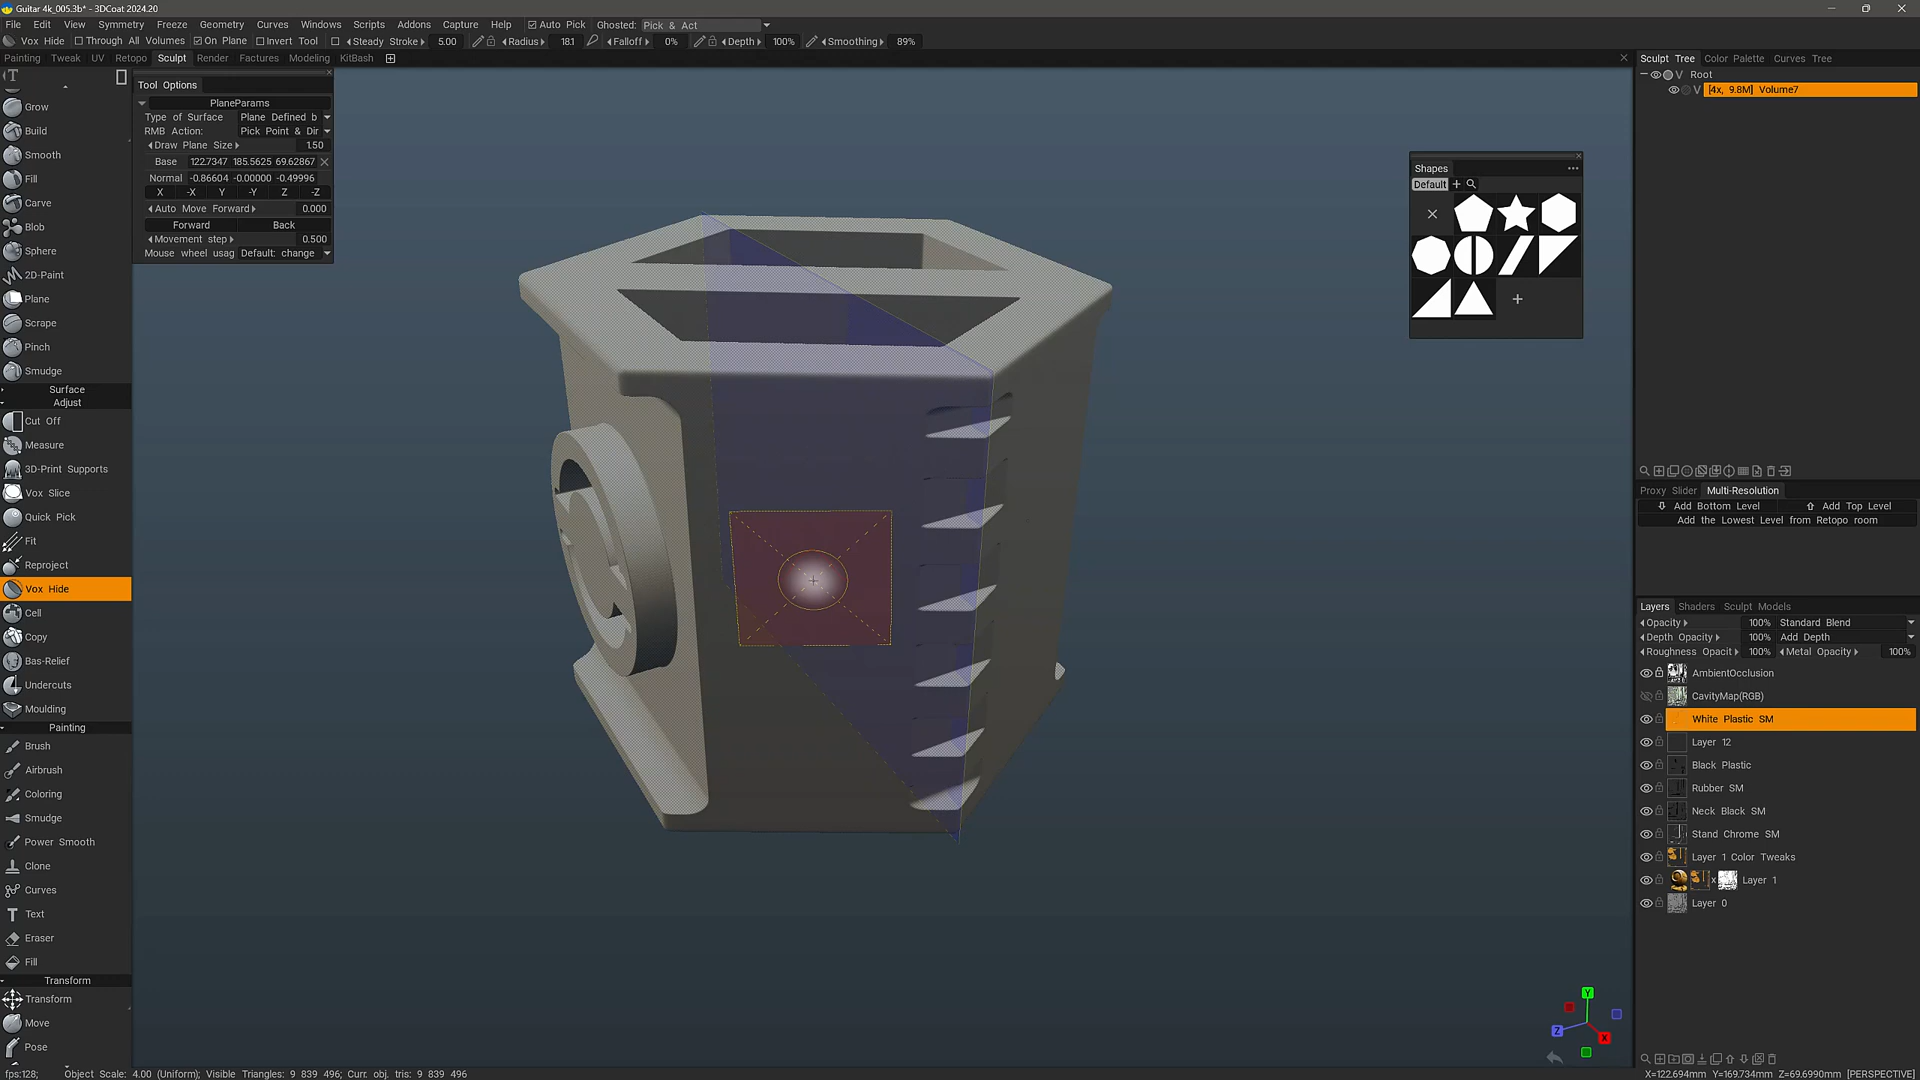 Guitar 4k_005.3b* - 3DCoat 2024.20
File Edit View Symmetry Freeze Geometry Curves Windows Scripts Addons Capture Help Auto Pick Ghosted: Pick & Act
Vox Hide Through All Volumes On Plane Invert Tool Steady Stroke 5.00 Radius 18.1 Falloff 0% Depth 100% Smoothing 89%
Painting Tweak UV Retopo Sculpt Render Factures Modeling KitBash
Grow
Build
Smooth
Fill
Carve
Blob
Sphere
2D-Paint
Plane
Scrape
Pinch
Smudge
Surface
Adjust
Cut Off
Measure
3D-Print Supports
Vox Slice
Quick Pick
Fit
Reproject
Vox Hide
Cell
Copy
Bas-Relief
Undercuts
Moulding
Painting
Brush
Airbrush
Coloring
Smudge
Power Smooth
Clone
Curves
Text
Eraser
Fill
Transform
Transform
Move
Pose
Tool Options
PlaneParams
Type of Surface Plane Defined b
RMB Action: Pick Point & Dir
Draw Plane Size 1.50
Base 122.7347 185.5625 69.62867
Normal -0.86604 -0.00000 -0.49996
X -X Y -Y Z -Z
Auto Move Forward 0.000
Forward Back
Movement step 0.500
Mouse wheel usag Default: change
Shapes
Default
Y
Z
X
Sculpt Tree Color Palette Curves Tree
V Root
V [4x, 9.8M] Volume7
Proxy Slider Multi-Resolution
Add Bottom Level Add Top Level
Add the Lowest Level from Retopo room
Layers Shaders Sculpt Models
Opacity 100% Standard Blend
Depth Opacity 100% Add Depth
Roughness Opacit 100% Metal Opacity 100%
AmbientOcclusion
CavityMap(RGB)
White Plastic SM
Layer 12
Black Plastic
Rubber SM
Neck Black SM
Stand Chrome SM
Layer 1 Color Tweaks
x Layer 1
Layer 0
fps:128; Object Scale: 4.00 (Uniform); Visible Triangles: 9 839 496; Curr. obj. tris: 9 839 496
X=122.694mm Y=169.734mm Z=69.6990mm [PERSPECTIVE]